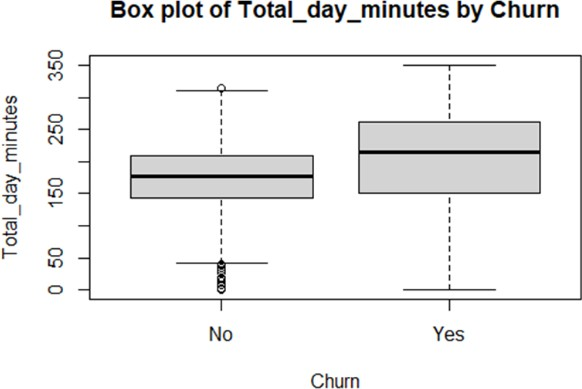 Box plot of Total_day_minutes by Churn
Total_day_minutes
350
250
150
50
0
No Yes
Churn